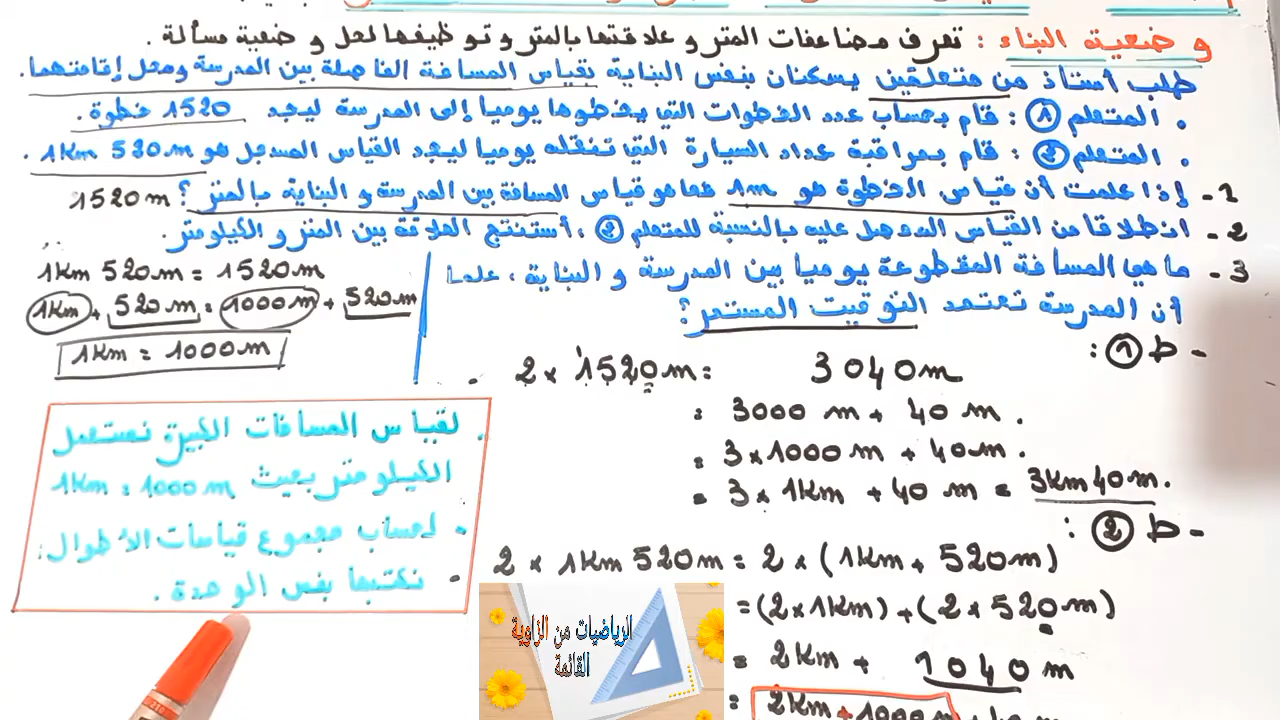 وضعية البناء : تعرف مضاعفات المتر و علاقتها بالمتر و توظيفها لحل وضعية مسألة .
طلب أستاذ من متعلمين يسكنان بنفس البناية بقياس المسافة الفاصلة بين المدرسة ومحل إقامتهما.
. المتعلم ① : قام بحساب عدد الخطوات التي يخطوها يوميا إلى المدرسة ليجد 1520 خطوة .
. المتعلم ② : قام بمراقبة عداد السيارة التي تنقله يوميا ليجد القياس المسجل هو 1Km 520 m .
1- إذا علمت أن قياس الخطوة هو 1m فما هو قياس المسافة بين المدرسة و البناية بالمتر ؟ 1520 m
2- انطلاقا من القياس المحصل عليه بالنسبة للمتعلم ② ، أستنتج العلاقة بين المتر و الكيلومتر.
3- ما هي المسافة المقطوعة يوميا بين المدرسة و البناية ، علما
أن المدرسة تعتمد التوقيت المستمر ؟
1Km 520m = 1520m
1Km + 520m = 1000m + 520m
1Km = 1000m
- ط ① :
2 × 1520m = 3040m
= 3000 m + 40 m .
= 3×1000m + 40m .
= 3 × 1Km + 40 m = 3Km 40m.
- ط ② :
2 × 1Km 520m = 2 × (1Km + 520m)
= (2×1Km) + (2×520m)
= 2Km + 1040m
= 2Km + 1000m
. لقياس المسافات الكبيرة نستعمل
الكيلومتر بحيث 1Km = 1000 m
. لحساب مجموع قياسات الأطوال :
. نكتبها بنفس الوحدة .
الرياضيات من الزاوية
القائمة